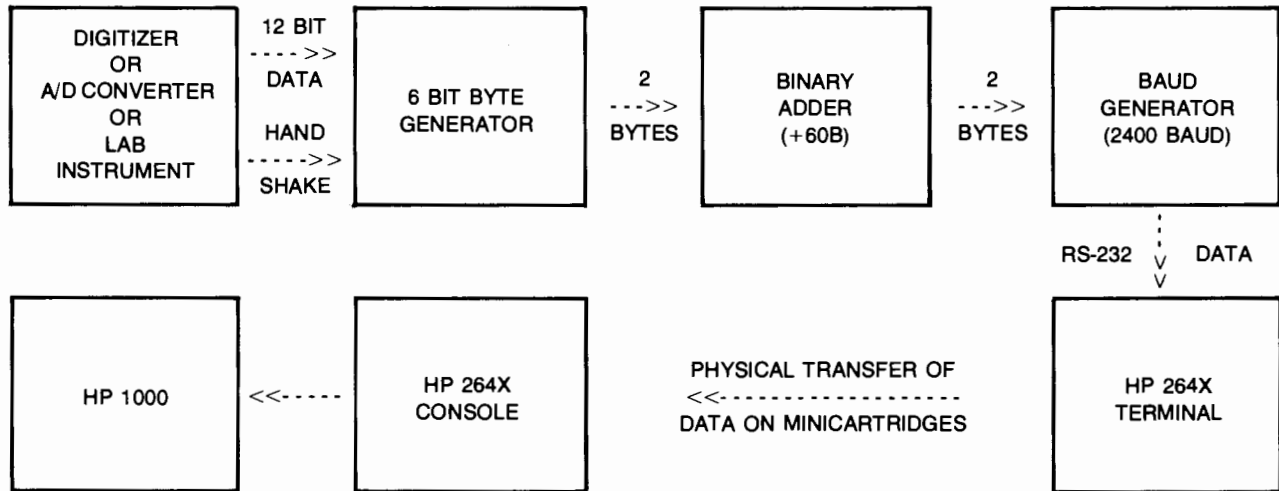 DIGITIZER
OR
A/D CONVERTER
OR
LAB
INSTRUMENT
12 BIT
----->>
DATA
HAND
----->>
SHAKE
6 BIT BYTE
GENERATOR
2
--->>
BYTES
BINARY
ADDER
(+60B)
2
--->>
BYTES
BAUD
GENERATOR
(2400 BAUD)
RS-232 DATA
HP 1000
<<-----
HP 264X
CONSOLE
PHYSICAL TRANSFER OF
<<--------------------
DATA ON MINICARTRIDGES
HP 264X
TERMINAL